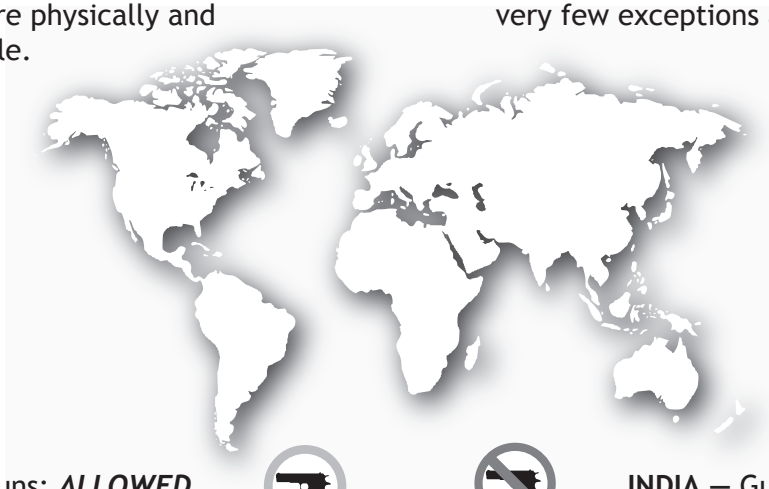 re physically and
le.
very few exceptions
uns: ALLOWED
INDIA — Gu